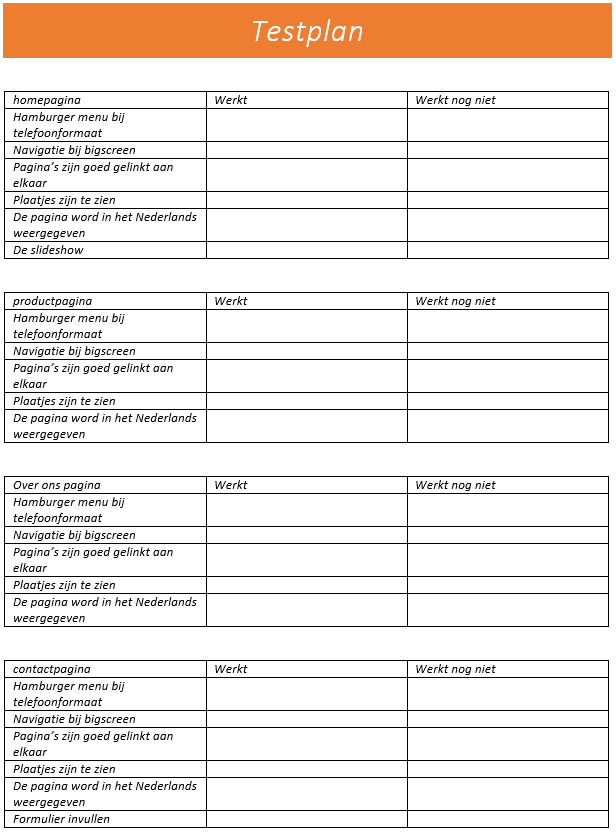 Testplan
homepagina Werkt Werkt nog niet
Hamburger menu bij
telefoonformaat
Navigatie bij bigscreen
Pagina's zijn goed gelinkt aan
elkaar
Plaatjes zijn te zien
De pagina word in het Nederlands
weergegeven
De slideshow
productpagina Werkt Werkt nog niet
Hamburger menu bij
telefoonformaat
Navigatie bij bigscreen
Pagina's zijn goed gelinkt aan
elkaar
Plaatjes zijn te zien
De pagina word in het Nederlands
weergegeven
Over ons pagina Werkt Werkt nog niet
Hamburger menu bij
telefoonformaat
Navigatie bij bigscreen
Pagina's zijn goed gelinkt aan
elkaar
Plaatjes zijn te zien
De pagina word in het Nederlands
weergegeven
contactpagina Werkt Werkt nog niet
Hamburger menu bij
telefoonformaat
Navigatie bij bigscreen
Pagina's zijn goed gelinkt aan
elkaar
Plaatjes zijn te zien
De pagina word in het Nederlands
weergegeven
Formulier invullen